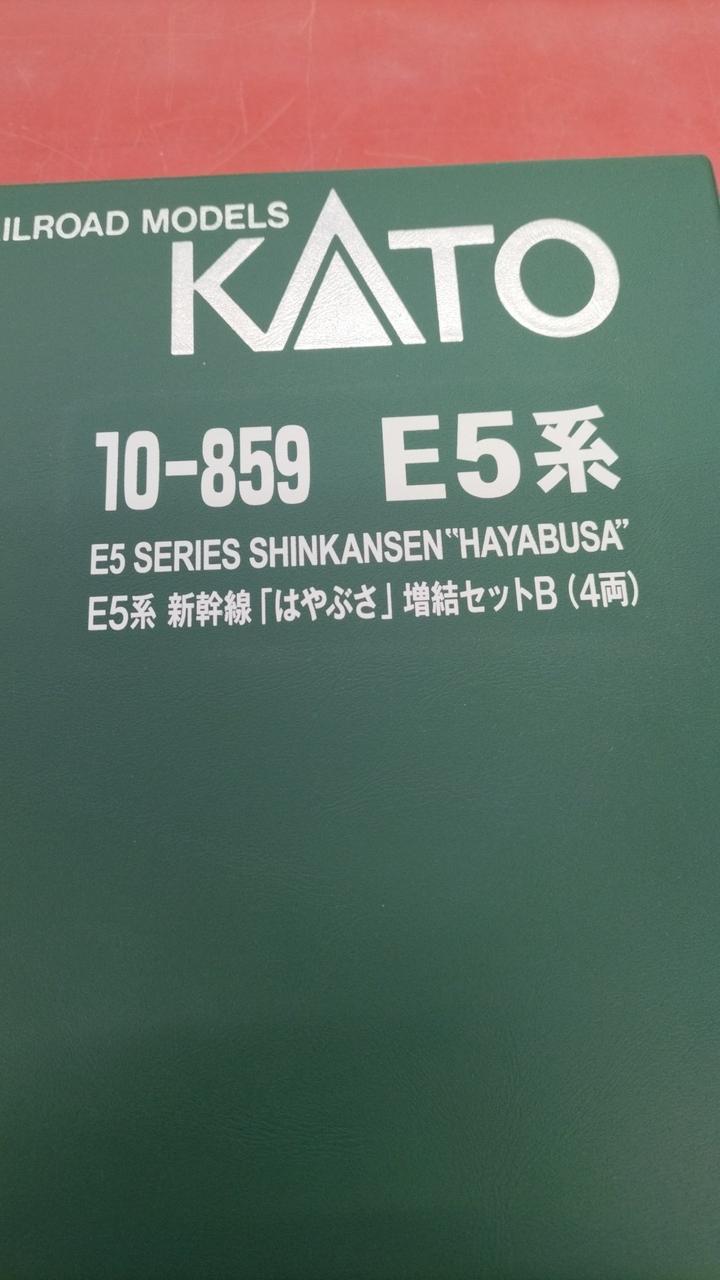 ILROAD MODELS
KATO
10-859 E5系
E5 SERIES SHINKANSEN "HAYABUSA"
E5系 新幹線「はやぶさ」増結セットB（4両）